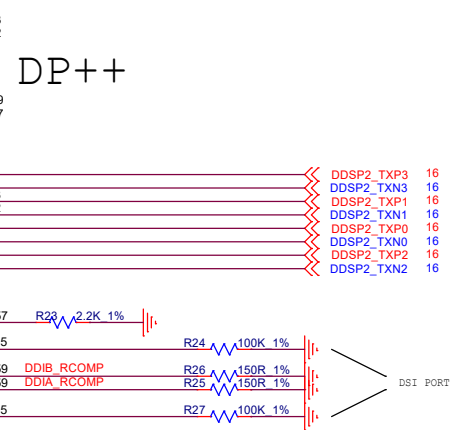 DP++
DDSP2_TXP3 16
DDSP2_TXN3 16
DDSP2_TXP1 16
DDSP2_TXN1 16
DDSP2_TXP0 16
DDSP2_TXN0 16
DDSP2_TXP2 16
DDSP2_TXN2 16
R23 2.2K_1%
R24 100K_1%
DDIB_RCOMP R26 150R_1%
DDIA_RCOMP R25 150R_1%
DSI PORT
R27 100K_1%